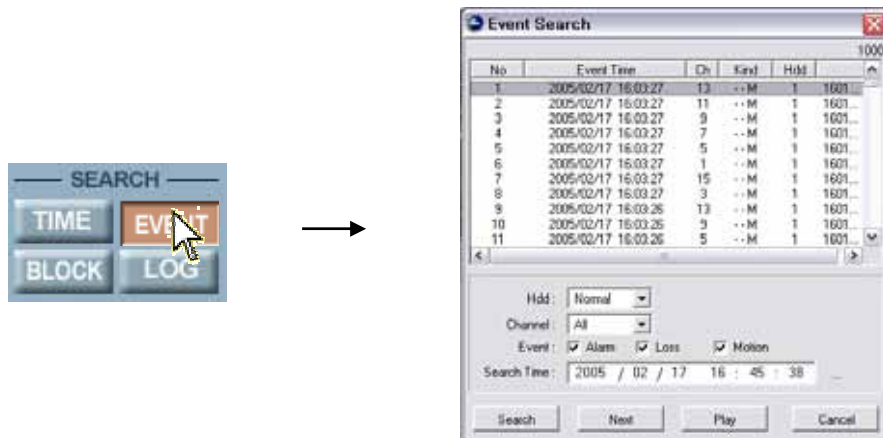 SEARCH
TIME EVENT
BLOCK LOG
Event Search
1000
No Event Time Ch Kind Hdd
1 2005/02/17 16:03:27 13 --M 1 1601...
2 2005/02/17 16:03:27 11 --M 1 1601...
3 2005/02/17 16:03:27 9 --M 1 1601...
4 2005/02/17 16:03:27 7 --M 1 1601...
5 2005/02/17 16:03:27 5 --M 1 1601...
6 2005/02/17 16:03:27 1 --M 1 1601...
7 2005/02/17 16:03:27 15 --M 1 1601...
8 2005/02/17 16:03:27 3 --M 1 1601...
9 2005/02/17 16:03:26 13 --M 1 1601...
10 2005/02/17 16:03:26 9 --M 1 1601...
11 2005/02/17 16:03:26 5 --M 1 1601...
Hdd : Normal
Channel : All
Event : Alarm Loss Motion
Search Time : 2005 / 02 / 17 16 : 45 : 38 ...
Search Next Play Cancel